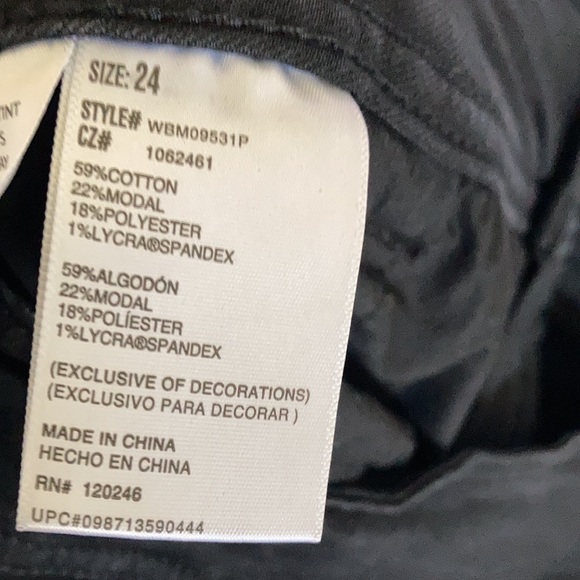 SIZE: 24
STYLE# WBM09531P
CZ# 1062461
59%COTTON
22%MODAL
18%POLYESTER
1%LYCRA®SPANDEX
59%ALGODÓN
22%MODAL
18%POLÍESTER
1%LYCRA®SPANDEX
(EXCLUSIVE OF DECORATIONS)
(EXCLUSIVO PARA DECORAR )
MADE IN CHINA
HECHO EN CHINA
RN# 120246
UPC#098713590444